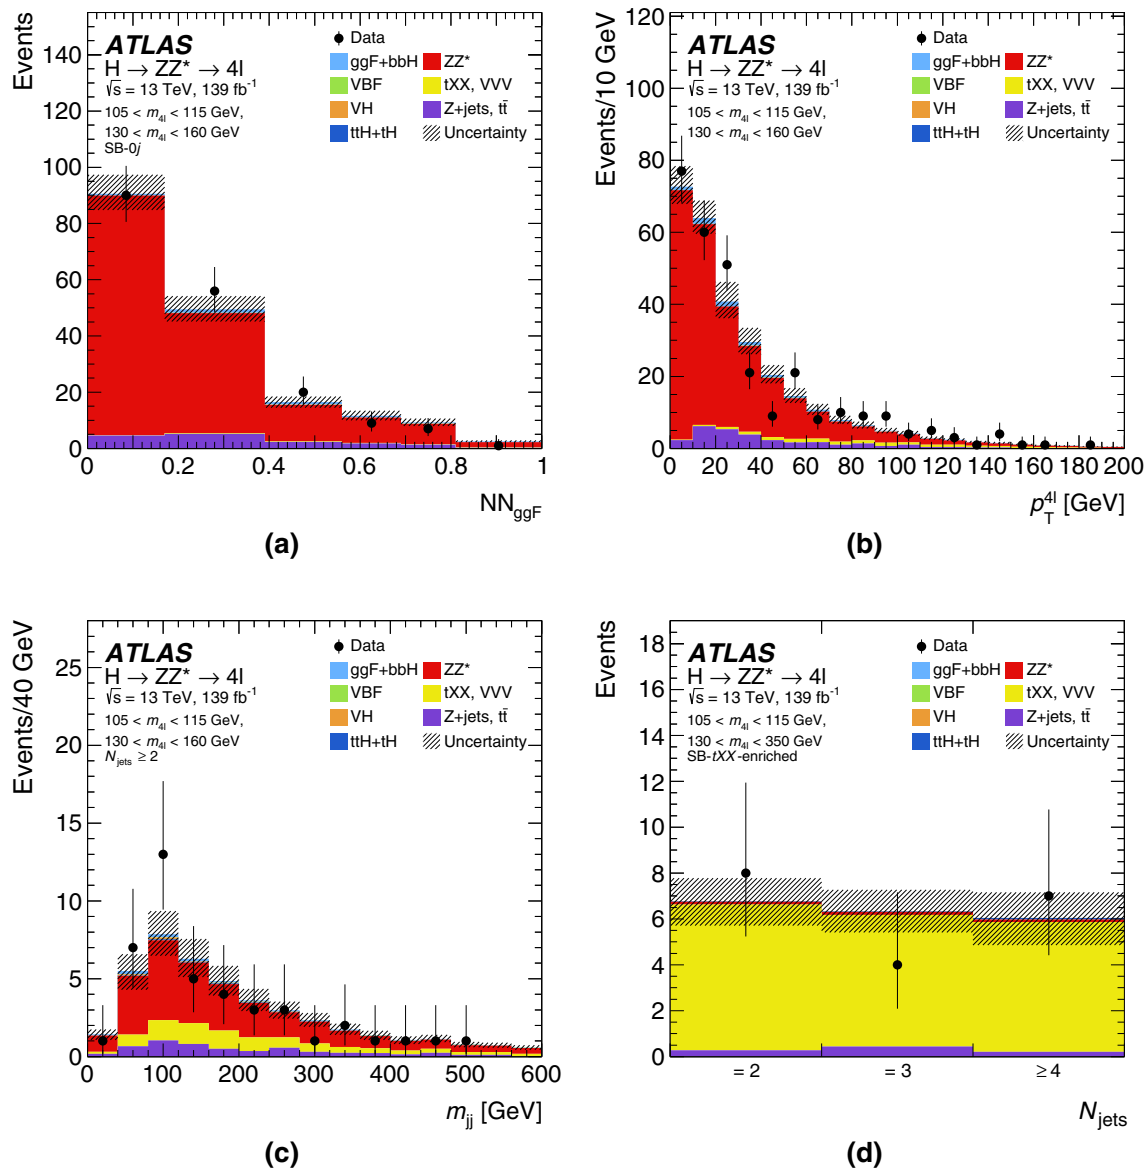 Events
140
120
100
80
60
40
20
0
ATLAS
H → ZZ* → 4l
√s = 13 TeV, 139 fb⁻¹
105 < m₄ₗ < 115 GeV,
130 < m₄ₗ < 160 GeV
SB-0j
Data
ggF+bbH ZZ*
VBF tXX, VVV
VH Z+jets, tt̄
ttH+tH Uncertainty
0 0.2 0.4 0.6 0.8 1
NN_ggF
(a)
Events/10 GeV
120
100
80
60
40
20
0
ATLAS
H → ZZ* → 4l
√s = 13 TeV, 139 fb⁻¹
105 < m₄ₗ < 115 GeV,
130 < m₄ₗ < 160 GeV
Data
ggF+bbH ZZ*
VBF tXX, VVV
VH Z+jets, tt̄
ttH+tH Uncertainty
0 20 40 60 80 100 120 140 160 180 200
p_T^4l [GeV]
(b)
Events/40 GeV
25
20
15
10
5
0
ATLAS
H → ZZ* → 4l
√s = 13 TeV, 139 fb⁻¹
105 < m₄ₗ < 115 GeV,
130 < m₄ₗ < 160 GeV
N_jets ≥ 2
Data
ggF+bbH ZZ*
VBF tXX, VVV
VH Z+jets, tt̄
ttH+tH Uncertainty
0 100 200 300 400 500 600
m_jj [GeV]
(c)
Events
18
16
14
12
10
8
6
4
2
0
ATLAS
H → ZZ* → 4l
√s = 13 TeV, 139 fb⁻¹
105 < m₄ₗ < 115 GeV,
130 < m₄ₗ < 350 GeV
SB-tXX-enriched
Data
ggF+bbH ZZ*
VBF tXX, VVV
VH Z+jets, tt̄
ttH+tH Uncertainty
= 2 = 3 ≥ 4
N_jets
(d)